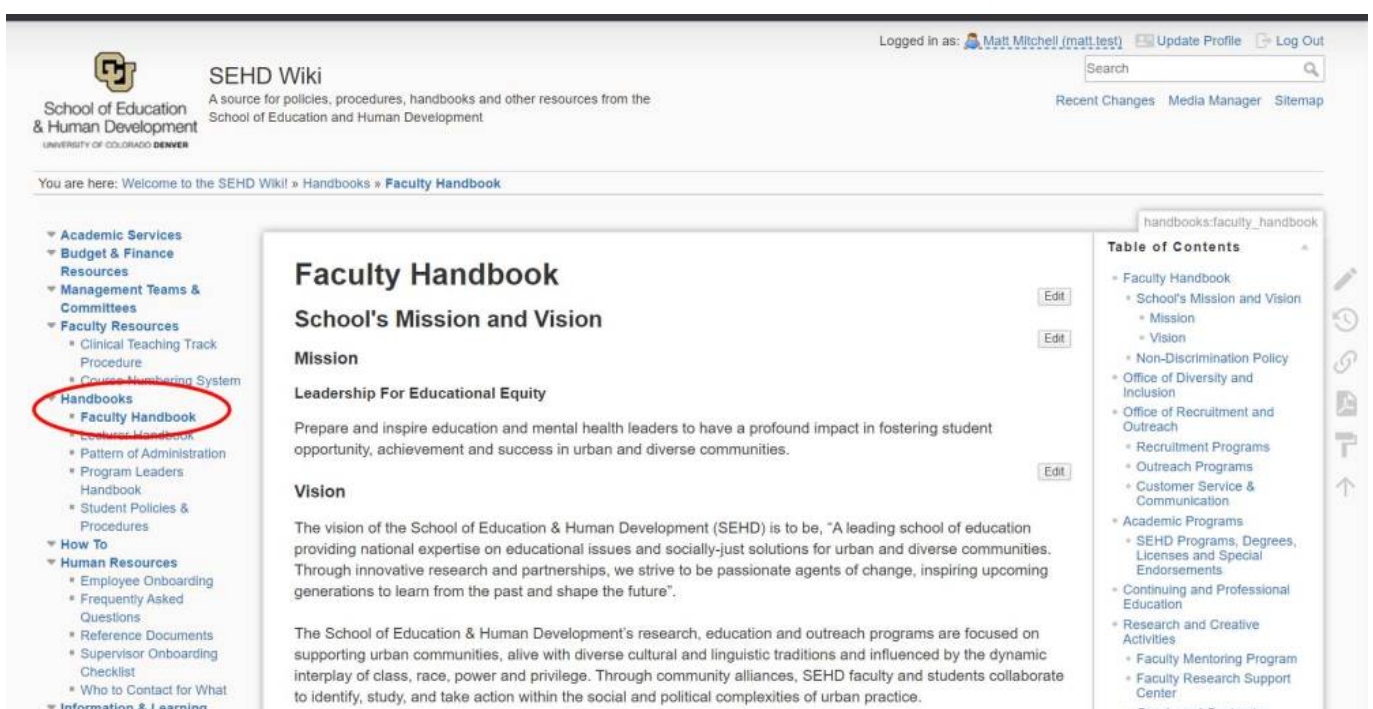 Logged in as: Matt Mitchell (matt.test) Update Profile Log Out
CU
School of Education
& Human Development
UNIVERSITY OF COLORADO DENVER
SEHD Wiki
A source for policies, procedures, handbooks and other resources from the
School of Education and Human Development
Search
Recent Changes Media Manager Sitemap
You are here: Welcome to the SEHD Wiki! » Handbooks » Faculty Handbook
Academic Services
Budget & Finance
Resources
Management Teams &
Committees
Faculty Resources
Clinical Teaching Track
Procedure
Course Numbering System
Handbooks
Faculty Handbook
Lecturer Handbook
Pattern of Administration
Program Leaders
Handbook
Student Policies &
Procedures
How To
Human Resources
Employee Onboarding
Frequently Asked
Questions
Reference Documents
Supervisor Onboarding
Checklist
Who to Contact for What
Information & Learning
Faculty Handbook
Edit
School's Mission and Vision
Edit
Mission
Leadership For Educational Equity
Prepare and inspire education and mental health leaders to have a profound impact in fostering student
opportunity, achievement and success in urban and diverse communities.
Edit
Vision
The vision of the School of Education & Human Development (SEHD) is to be, “A leading school of education
providing national expertise on educational issues and socially-just solutions for urban and diverse communities.
Through innovative research and partnerships, we strive to be passionate agents of change, inspiring upcoming
generations to learn from the past and shape the future”.
The School of Education & Human Development’s research, education and outreach programs are focused on
supporting urban communities, alive with diverse cultural and linguistic traditions and influenced by the dynamic
interplay of class, race, power and privilege. Through community alliances, SEHD faculty and students collaborate
to identify, study, and take action within the social and political complexities of urban practice.
handbooks:faculty_handbook
Table of Contents
Faculty Handbook
School's Mission and Vision
Mission
Vision
Non-Discrimination Policy
Office of Diversity and
Inclusion
Office of Recruitment and
Outreach
Recruitment Programs
Outreach Programs
Customer Service &
Communication
Academic Programs
SEHD Programs, Degrees,
Licenses and Special
Endorsements
Continuing and Professional
Education
Research and Creative
Activities
Faculty Mentoring Program
Faculty Research Support
Center